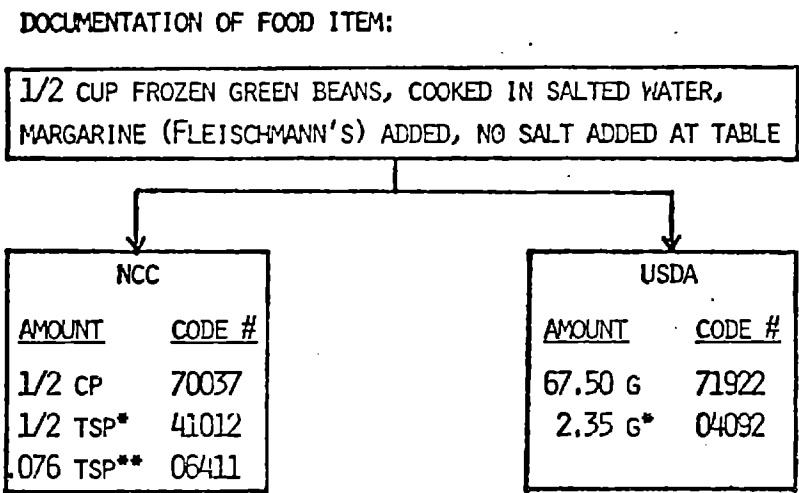 DOCUMENTATION OF FOOD ITEM:
1/2 CUP FROZEN GREEN BEANS, COOKED IN SALTED WATER,
MARGARINE (FLEISCHMANN'S) ADDED, NO SALT ADDED AT TABLE
NCC
AMOUNT CODE #
1/2 CP 70037
1/2 TSP* 41012
.076 TSP** 06411
USDA
AMOUNT CODE #
67.50 G 71922
2.35 G* 04092